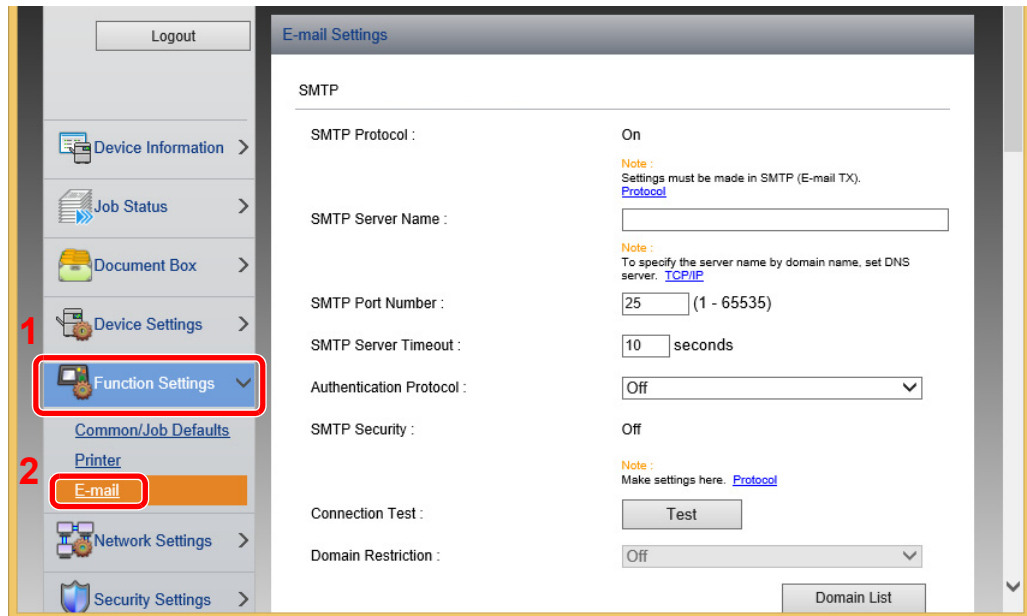 Logout
Device Information
Job Status
Document Box
Device Settings
1
Function Settings
Common/Job Defaults
Printer
2
E-mail
Network Settings
Security Settings
E-mail Settings
SMTP
SMTP Protocol :
On
Note :
Settings must be made in SMTP (E-mail TX).
Protocol
SMTP Server Name :
Note :
To specify the server name by domain name, set DNS
server. TCP/IP
SMTP Port Number :
25 (1 - 65535)
SMTP Server Timeout :
10 seconds
Authentication Protocol :
Off
SMTP Security :
Off
Note :
Make settings here. Protocol
Connection Test :
Test
Domain Restriction :
Off
Domain List